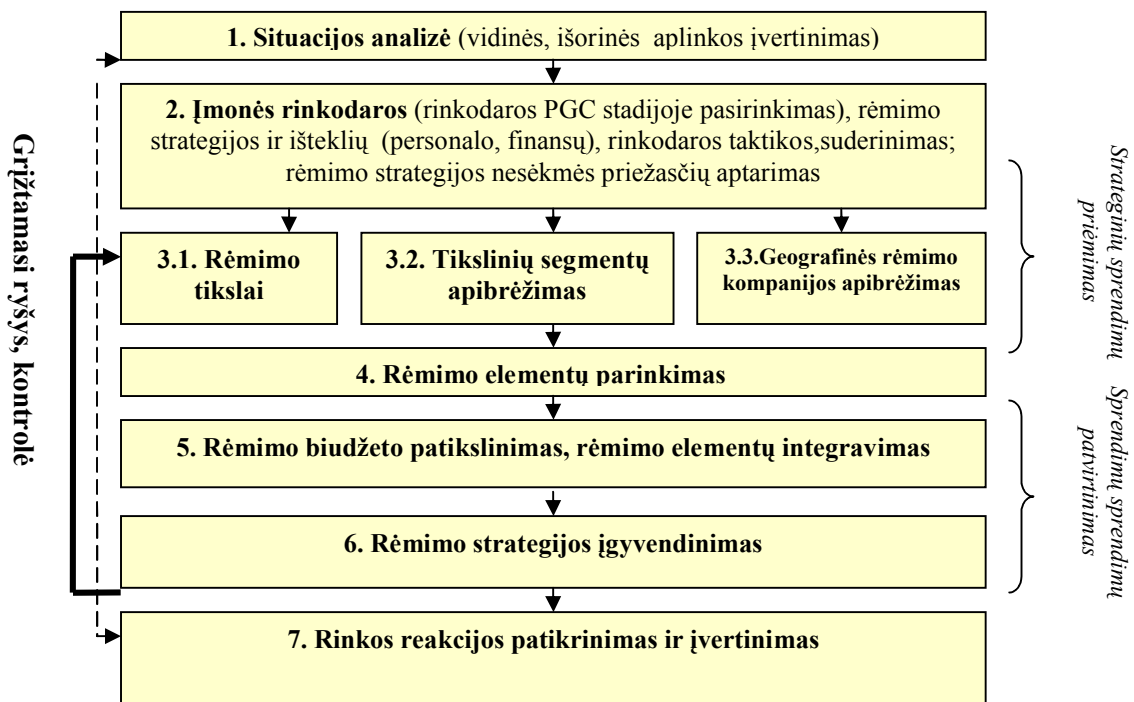 1. Situacijos analizė (vidinės, išorinės aplinkos įvertinimas)
2. Įmonės rinkodaros (rinkodaros PGC stadijoje pasirinkimas), rėmimo
strategijos ir išteklių (personalo, finansų), rinkodaros taktikos,suderinimas;
rėmimo strategijos nesėkmės priežasčių aptarimas
3.1. Rėmimo
tikslai
3.2. Tikslinių segmentų
apibrėžimas
3.3.Geografinės rėmimo
kompanijos apibrėžimas
4. Rėmimo elementų parinkimas
5. Rėmimo biudžeto patikslinimas, rėmimo elementų integravimas
6. Rėmimo strategijos įgyvendinimas
7. Rinkos reakcijos patikrinimas ir įvertinimas
Grįžtamasi ryšys, kontrolė
Strateginių sprendimų
priėmimas
Sprendimų sprendimų
patvirtinimas